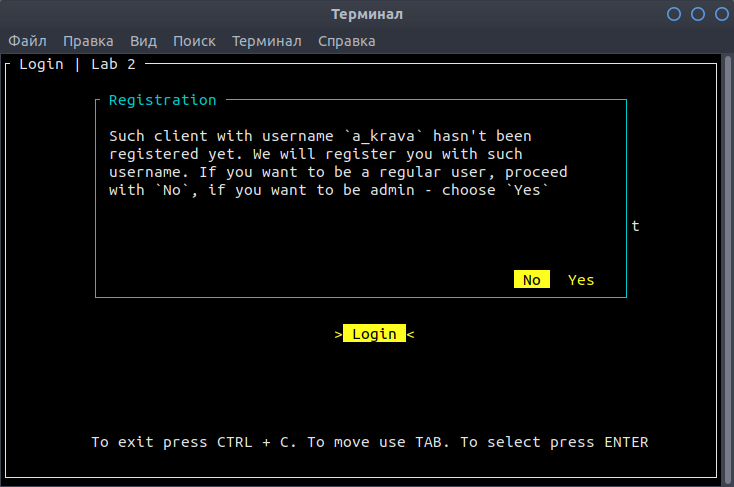 Терминал
Файл Правка Вид Поиск Терминал Справка
Login | Lab 2
Registration
Such client with username `a_krava` hasn't been
registered yet. We will register you with such
username. If you want to be a regular user, proceed
with `No`, if you want to be admin - choose `Yes`
t
No Yes
>Login<
To exit press CTRL + C. To move use TAB. To select press ENTER